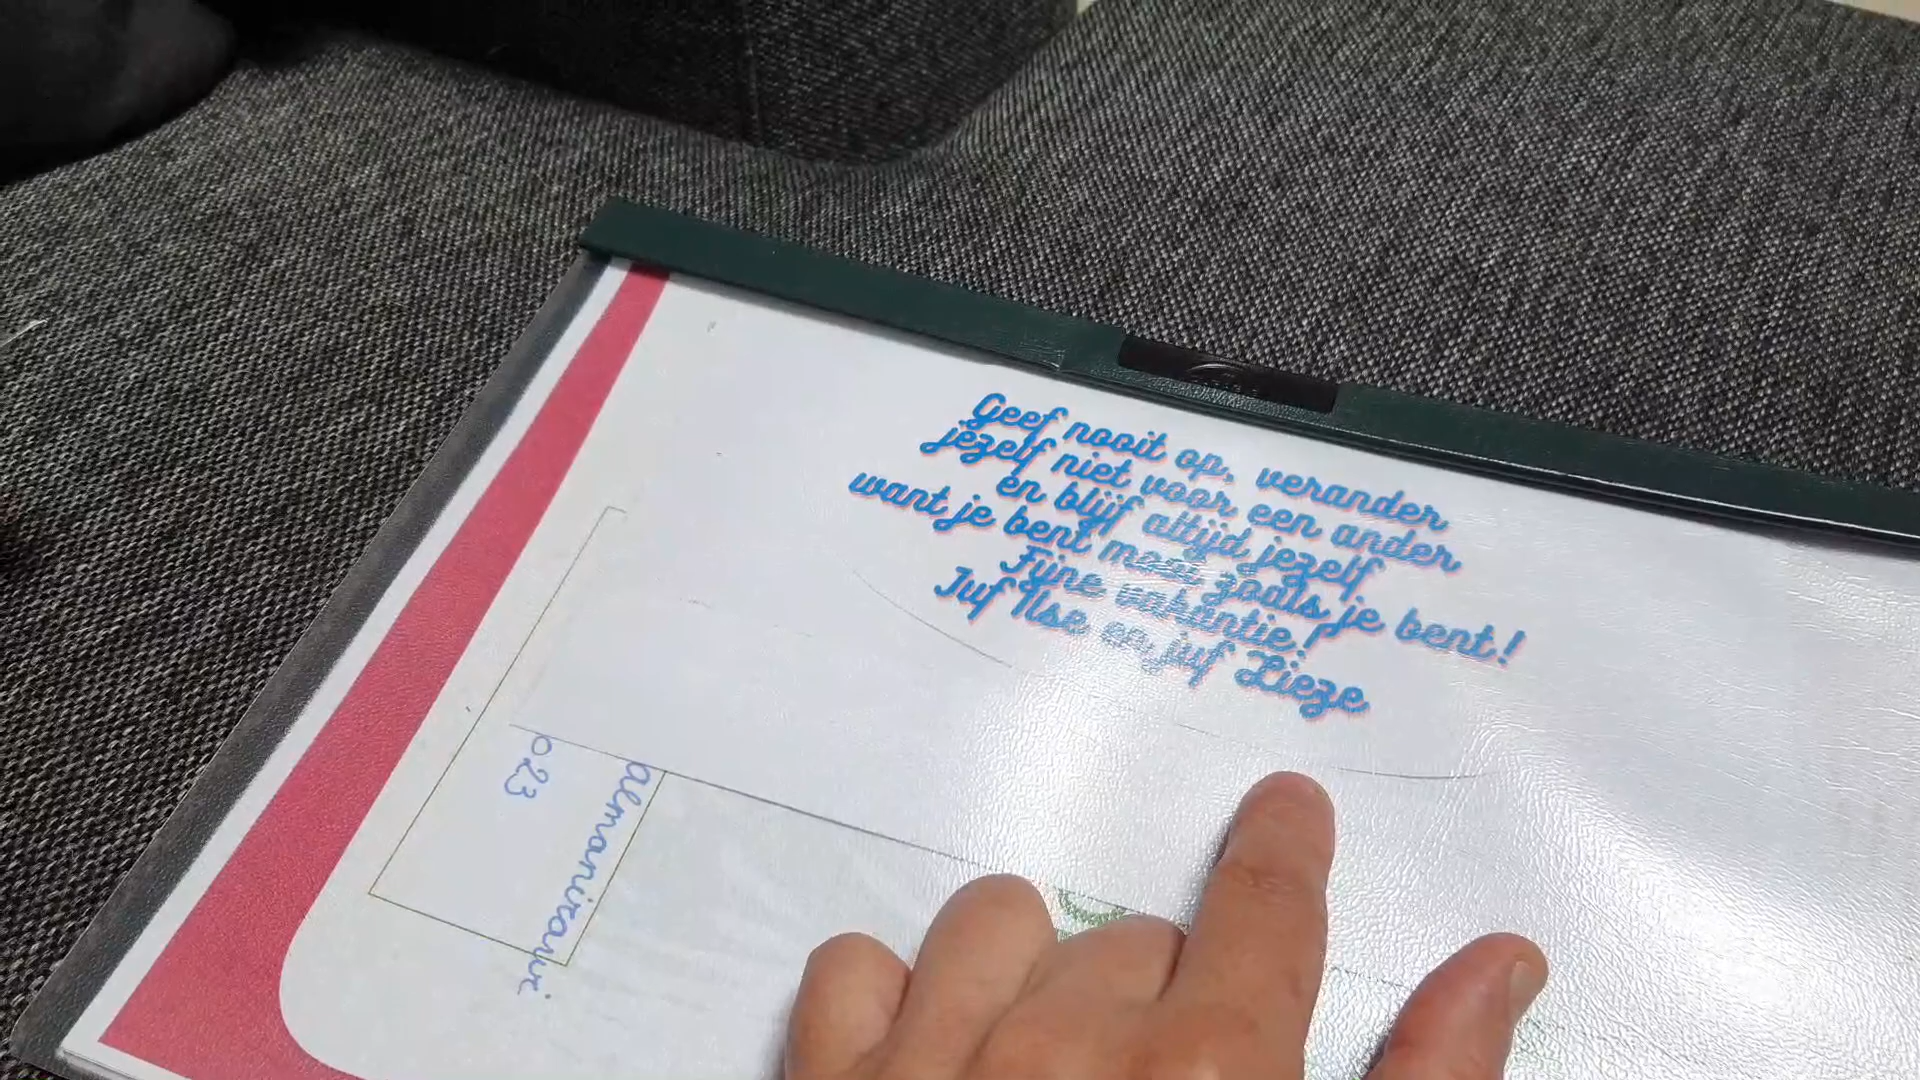 Geef nooit op, verander
jezelf niet voor een ander
en blijf altijd jezelf
want je bent mooi zoals je bent!
Fijne vakantie!
Juf Ilse en juf Lieze
023